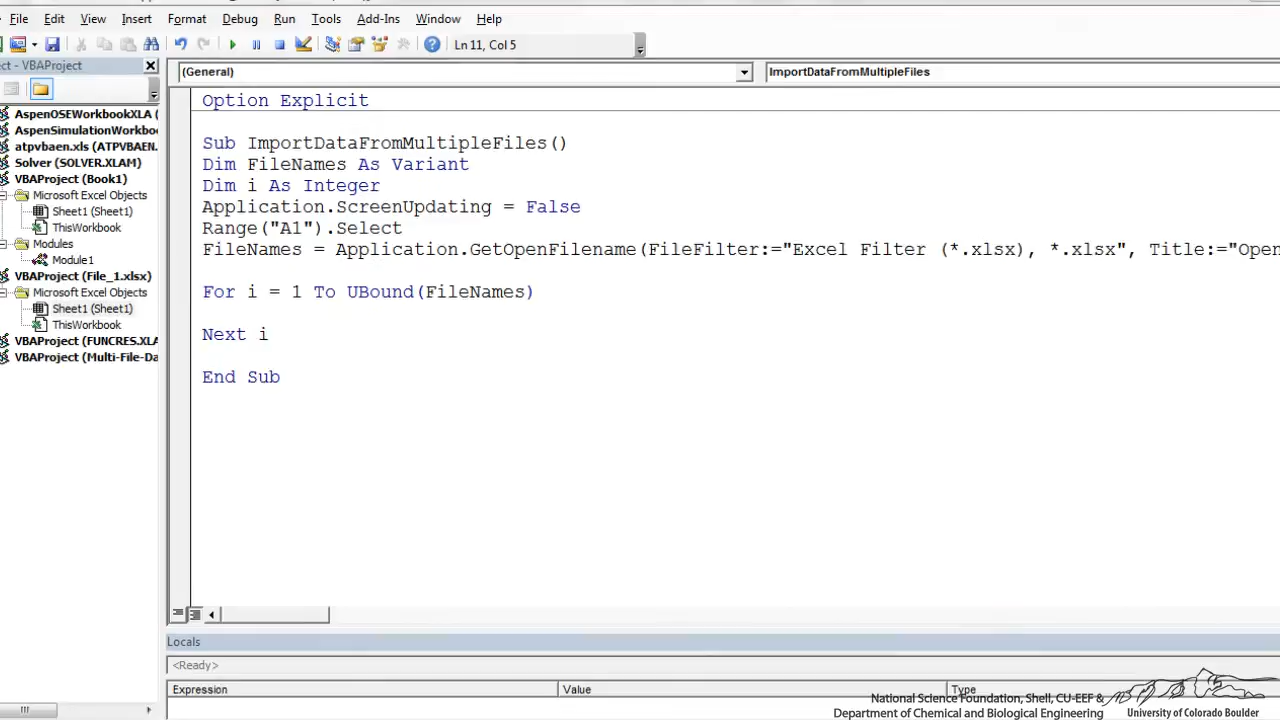 File Edit View Insert Format Debug Run Tools Add-Ins Window Help
Ln 11, Col 5
ct - VBAProject
(General) ImportDataFromMultipleFiles
AspenOSEWorkbookXLA (
AspenSimulationWorkbo
atpvbaen.xls (ATPVBAEN.
Solver (SOLVER.XLAM)
VBAProject (Book1)
Microsoft Excel Objects
Sheet1 (Sheet1)
ThisWorkbook
Modules
Module1
VBAProject (File_1.xlsx)
Microsoft Excel Objects
Sheet1 (Sheet1)
ThisWorkbook
VBAProject (FUNCRES.XLA
VBAProject (Multi-File-Da
Option Explicit
Sub ImportDataFromMultipleFiles()
Dim FileNames As Variant
Dim i As Integer
Application.ScreenUpdating = False
Range("A1").Select
FileNames = Application.GetOpenFilename(FileFilter:="Excel Filter (*.xlsx), *.xlsx", Title:="Open
For i = 1 To UBound(FileNames)
Next i
End Sub
Locals
<Ready>
Expression Value Type
National Science Foundation, Shell, CU-EEF &
Department of Chemical and Biological Engineering
University of Colorado Boulder